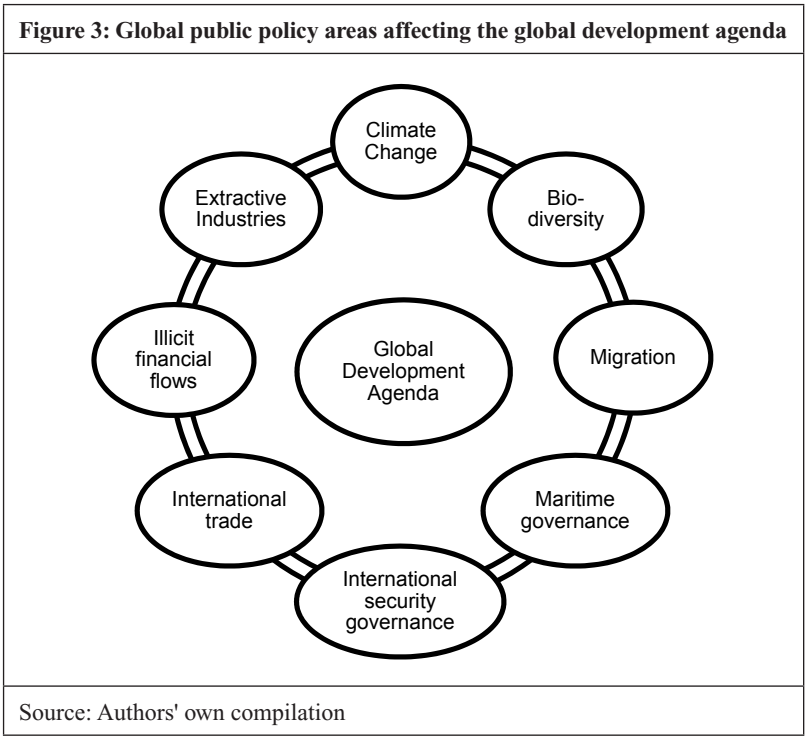 Figure 3: Global public policy areas affecting the global development agenda
Climate
Change
Bio-
diversity
Migration
Maritime
governance
International
security
governance
International
trade
Illicit
financial
flows
Extractive
Industries
Global
Development
Agenda
Source: Authors' own compilation